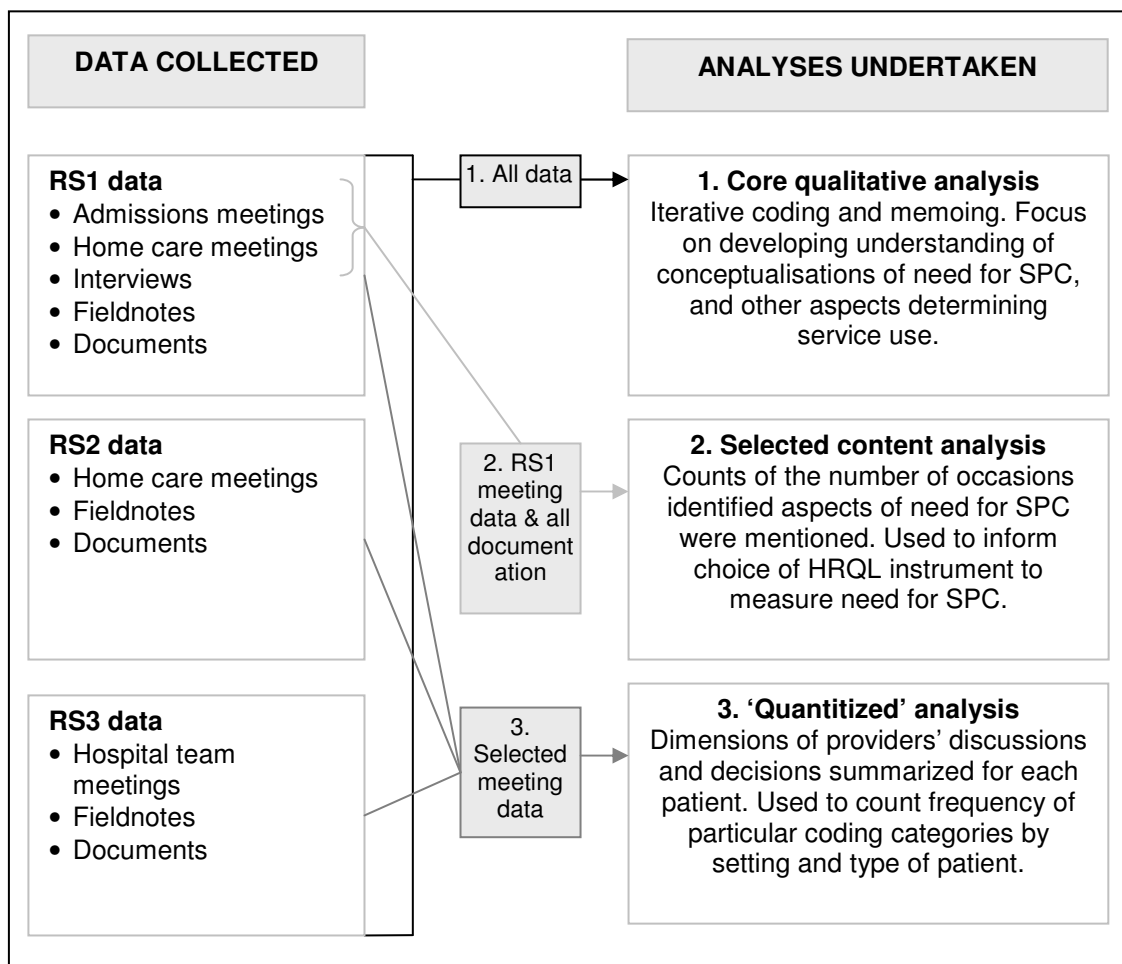 DATA COLLECTED
ANALYSES UNDERTAKEN
RS1 data
• Admissions meetings
• Home care meetings
• Interviews
• Fieldnotes
• Documents
1. All data
1. Core qualitative analysis
Iterative coding and memoing. Focus
on developing understanding of
conceptualisations of need for SPC,
and other aspects determining
service use.
RS2 data
• Home care meetings
• Fieldnotes
• Documents
2. RS1
meeting
data & all
document
ation
2. Selected content analysis
Counts of the number of occasions
identified aspects of need for SPC
were mentioned. Used to inform
choice of HRQL instrument to
measure need for SPC.
RS3 data
• Hospital team
meetings
• Fieldnotes
• Documents
3.
Selected
meeting
data
3. ‘Quantitized’ analysis
Dimensions of providers’ discussions
and decisions summarized for each
patient. Used to count frequency of
particular coding categories by
setting and type of patient.